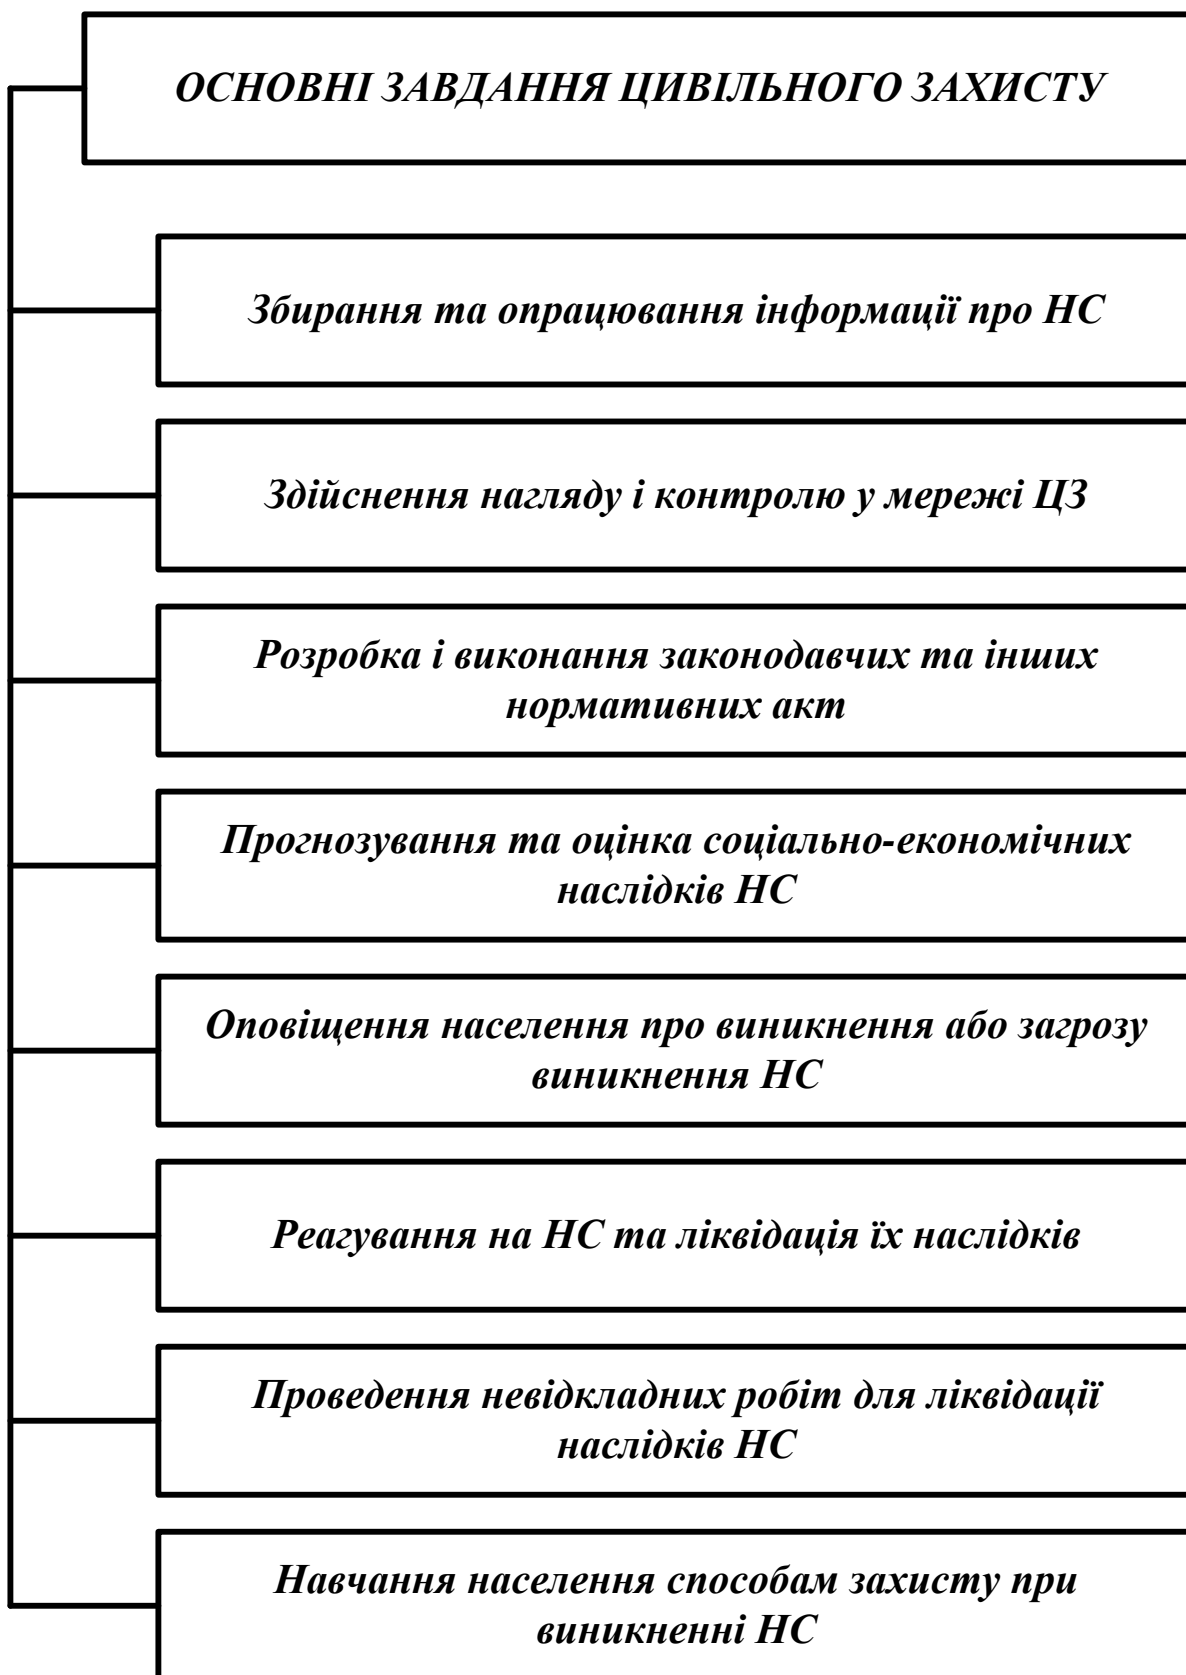 ОСНОВНІ ЗАВДАННЯ ЦИВІЛЬНОГО ЗАХИСТУ
Збирання та опрацювання інформації про НС
Здійснення нагляду і контролю у мережі ЦЗ
Розробка і виконання законодавчих та інших
нормативних акт
Прогнозування та оцінка соціально-економічних
наслідків НС
Оповіщення населення про виникнення або загрозу
виникнення НС
Реагування на НС та ліквідація їх наслідків
Проведення невідкладних робіт для ліквідації
наслідків НС
Навчання населення способам захисту при
виникненні НС